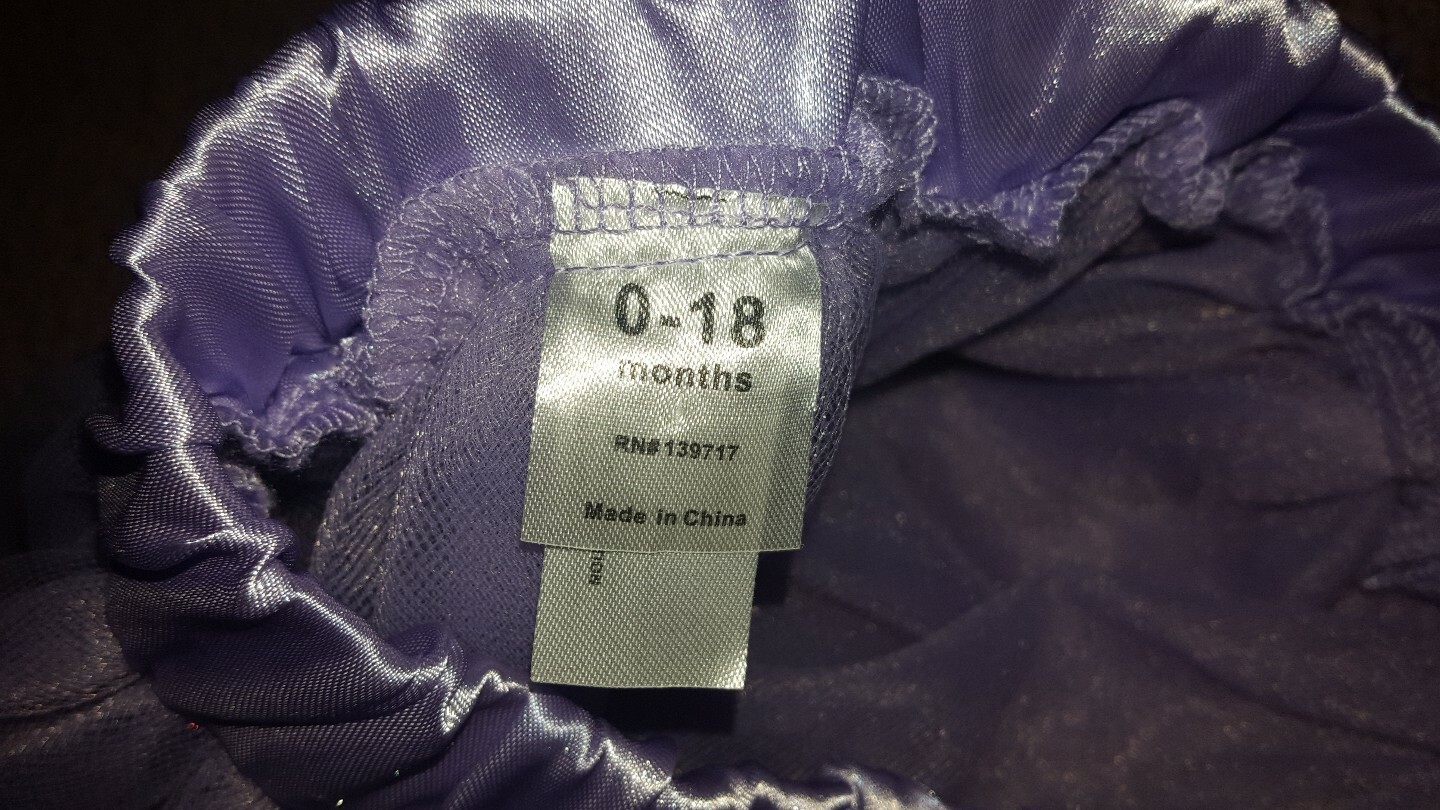 0-18
months
RN# 139717
Made in China